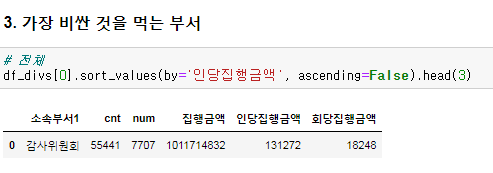 3. 가장 비싼 것을 먹는 부서
# 전체
df_divs[0].sort_values(by='인당집행금액', ascending=False).head(3)
소속부서1 cnt num 집행금액 인당집행금액 회당집행금액
0 감사위원회 55441 7707 1011714832 131272 18248